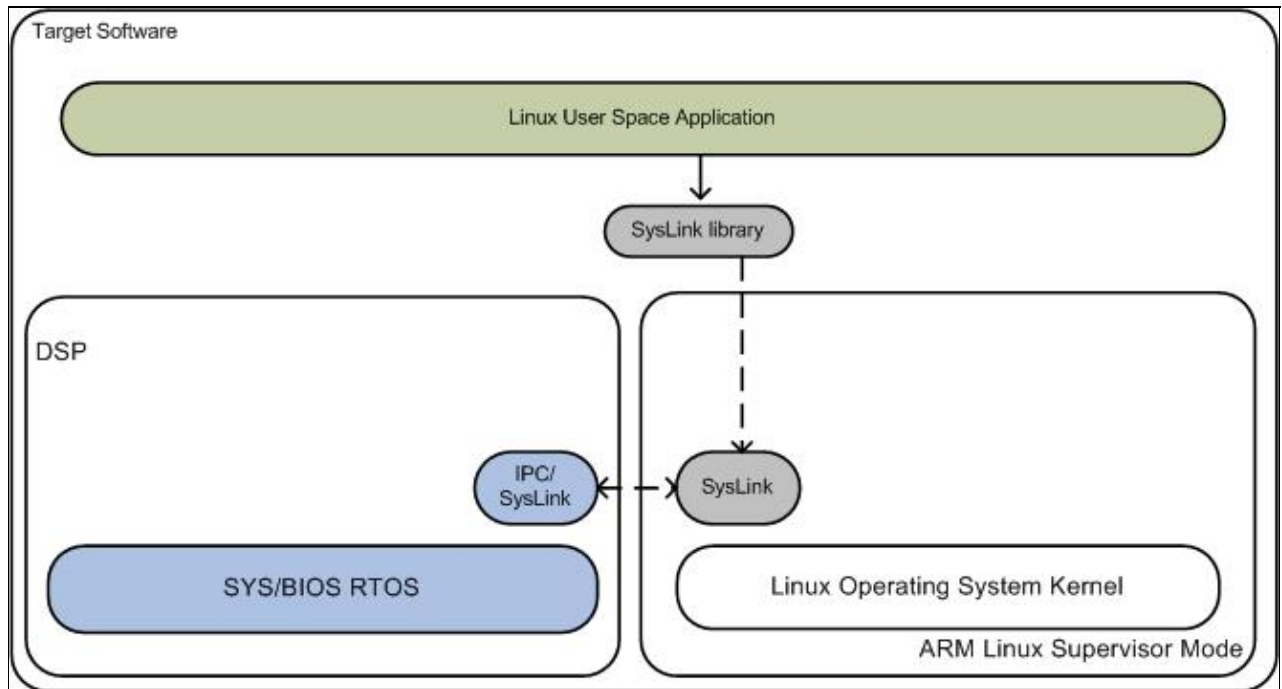 Target Software
Linux User Space Application
SysLink library
DSP
IPC/
SysLink
SysLink
SYS/BIOS RTOS
Linux Operating System Kernel
ARM Linux Supervisor Mode